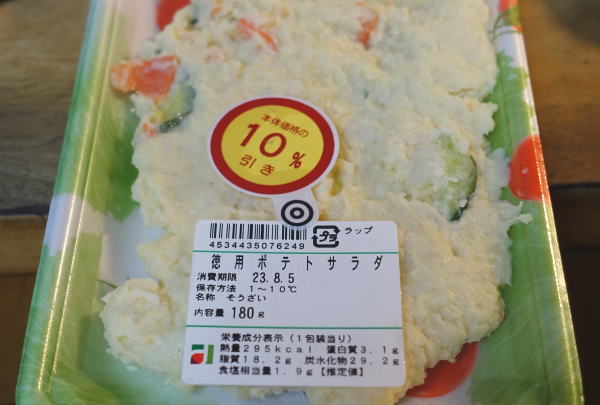 本体価格の
10%
引き
4534435076249
プラ
ラップ
徳用ポテトサラダ
消費期限 23.8.5
保存方法 1〜10℃
名称 そうざい
内容量 180g
栄養成分表示(1包装当り)
熱量295kcal 蛋白質3.1g
脂質18.2g 炭水化物29.2g
食塩相当量1.9g【推定値】